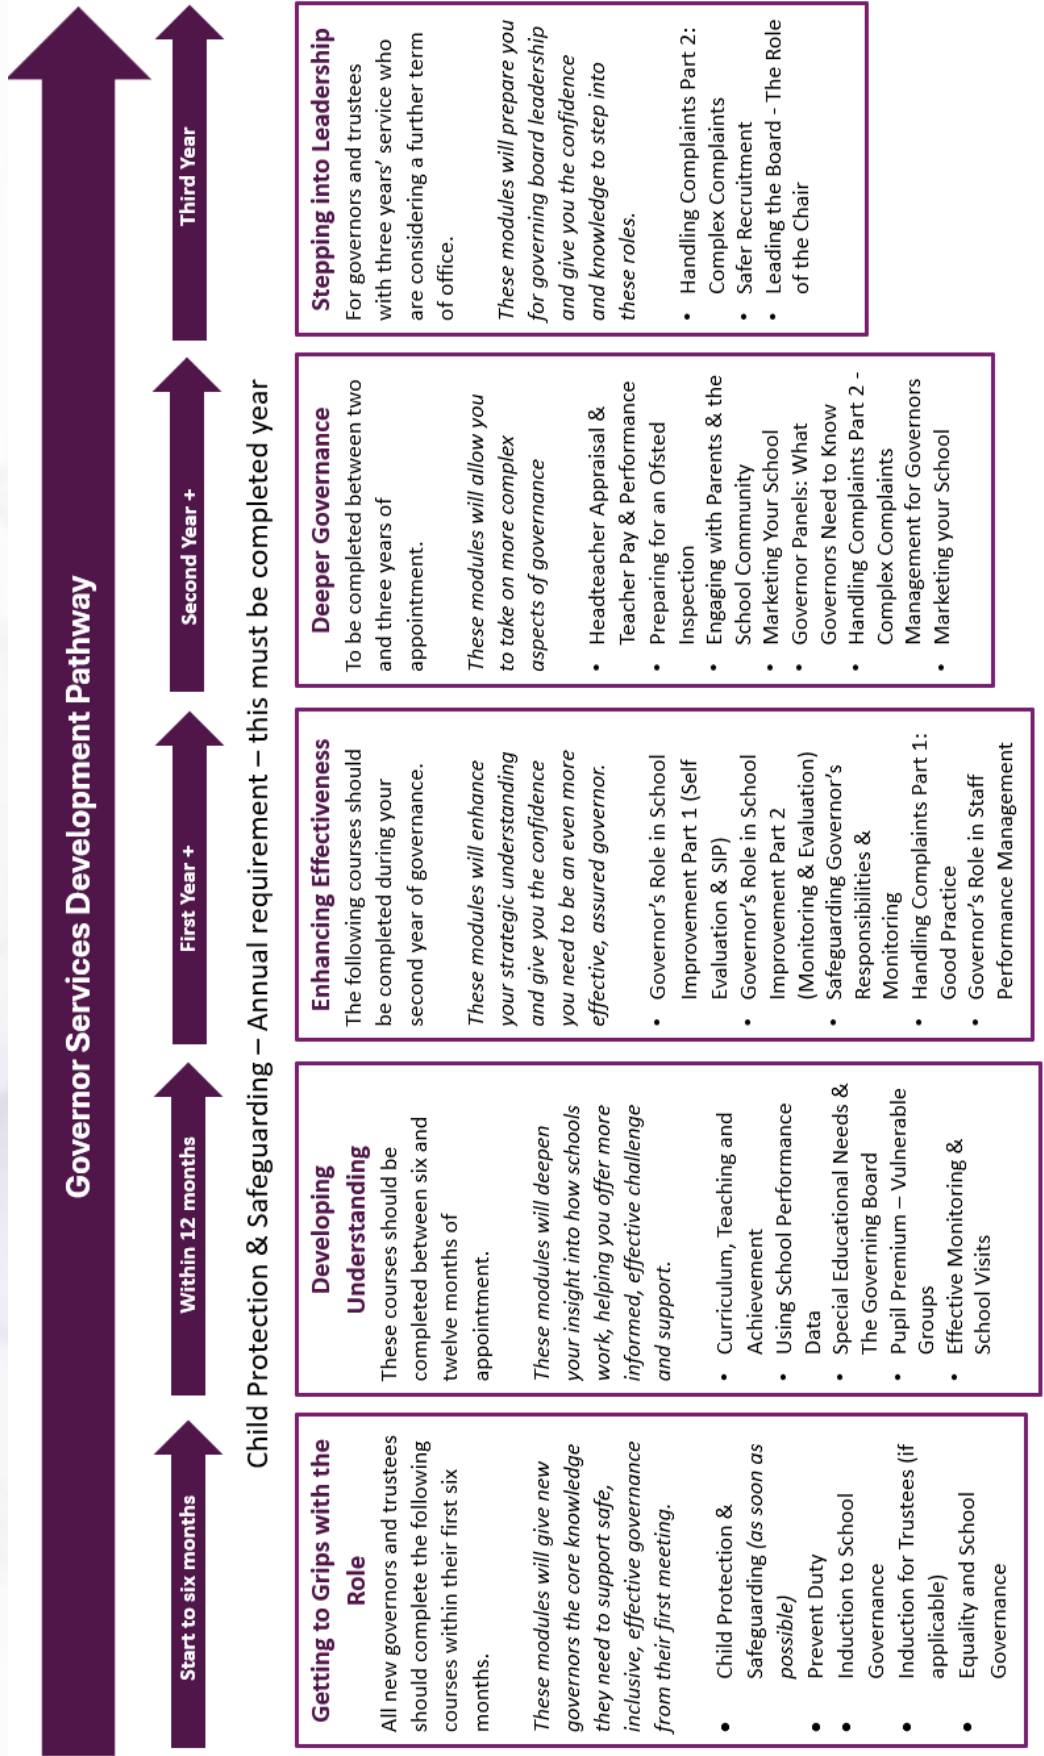 Governor Services Development Pathway
Start to six months
Within 12 months
First Year +
Second Year +
Third Year
Child Protection & Safeguarding – Annual requirement – this must be completed year
Getting to Grips with the
Role
All new governors and trustees
should complete the following
courses within their first six
months.
These modules will give new
governors the core knowledge
they need to support safe,
inclusive, effective governance
from their first meeting.
• Child Protection &
Safeguarding (as soon as
possible)
• Prevent Duty
• Induction to School
Governance
• Induction for Trustees (if
applicable)
• Equality and School
Governance
Developing
Understanding
These courses should be
completed between six and
twelve months of
appointment.
These modules will deepen
your insight into how schools
work, helping you offer more
informed, effective challenge
and support.
• Curriculum, Teaching and
Achievement
• Using School Performance
Data
• Special Educational Needs &
The Governing Board
• Pupil Premium – Vulnerable
Groups
• Effective Monitoring &
School Visits
Enhancing Effectiveness
The following courses should
be completed during your
second year of governance.
These modules will enhance
your strategic understanding
and give you the confidence
you need to be an even more
effective, assured governor.
• Governor's Role in School
Improvement Part 1 (Self
Evaluation & SIP)
• Governor's Role in School
Improvement Part 2
(Monitoring & Evaluation)
• Safeguarding Governor's
Responsibilities &
Monitoring
• Handling Complaints Part 1:
Good Practice
• Governor's Role in Staff
Performance Management
Deeper Governance
To be completed between two
and three years of
appointment.
These modules will allow you
to take on more complex
aspects of governance
• Headteacher Appraisal &
Teacher Pay & Performance
• Preparing for an Ofsted
Inspection
• Engaging with Parents & the
School Community
• Marketing Your School
• Governor Panels: What
Governors Need to Know
• Handling Complaints Part 2 -
Complex Complaints
Management for Governors
• Marketing your School
Stepping into Leadership
For governors and trustees
with three years' service who
are considering a further term
of office.
These modules will prepare you
for governing board leadership
and give you the confidence
and knowledge to step into
these roles.
• Handling Complaints Part 2:
Complex Complaints
• Safer Recruitment
• Leading the Board - The Role
of the Chair